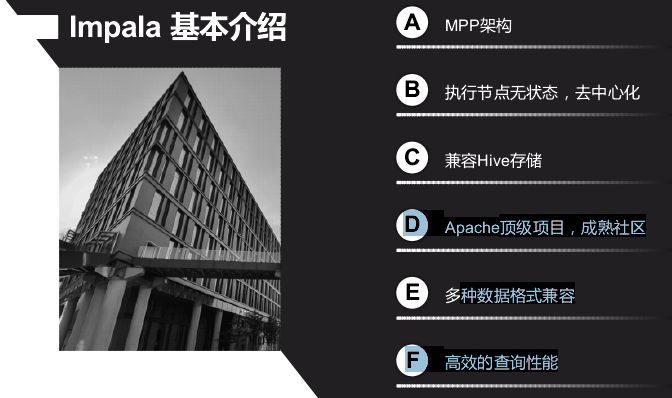 Impala 基本介绍
A MPP架构
B 执行节点无状态，去中心化
C 兼容Hive存储
D Apache顶级项目，成熟社区
E 多种数据格式兼容
F 高效的查询性能